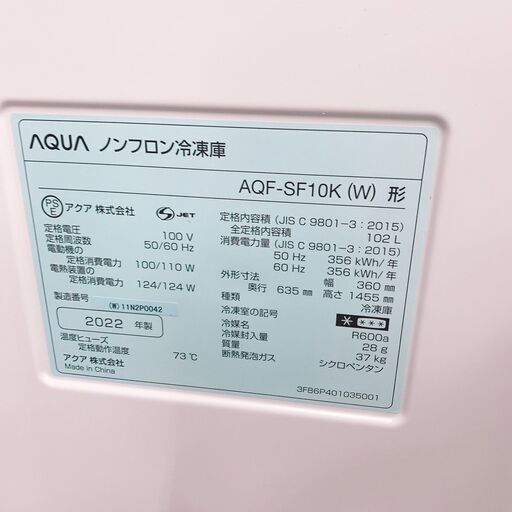 AQUA ノンフロン冷凍庫
AQF-SF10K (W) 形
PSE アクア 株式会社 S JET
定格電圧 100 V
定格周波数 50/60 Hz
電動機の
定格消費電力 100/110 W
電熱装置の
定格消費電力 124/124 W
製造番号 (W) 11N2P0042
2022 年製
温度ヒューズ
定格動作温度 73 ℃
アクア 株式会社
Made in China
定格内容積 (JIS C 9801-3 : 2015)
全定格内容積 102 L
消費電力量 (JIS C 9801-3 : 2015)
50 Hz 356 kWh/ 年
60 Hz 356 kWh/ 年
外形寸法 幅 360 mm
奥行 635 mm 高さ 1455 mm
種類 冷凍庫
冷凍室の記号
冷媒名 R600a
冷媒封入量 28 g
質量 37 kg
断熱発泡ガス シクロペンタン
3FB6P401035001